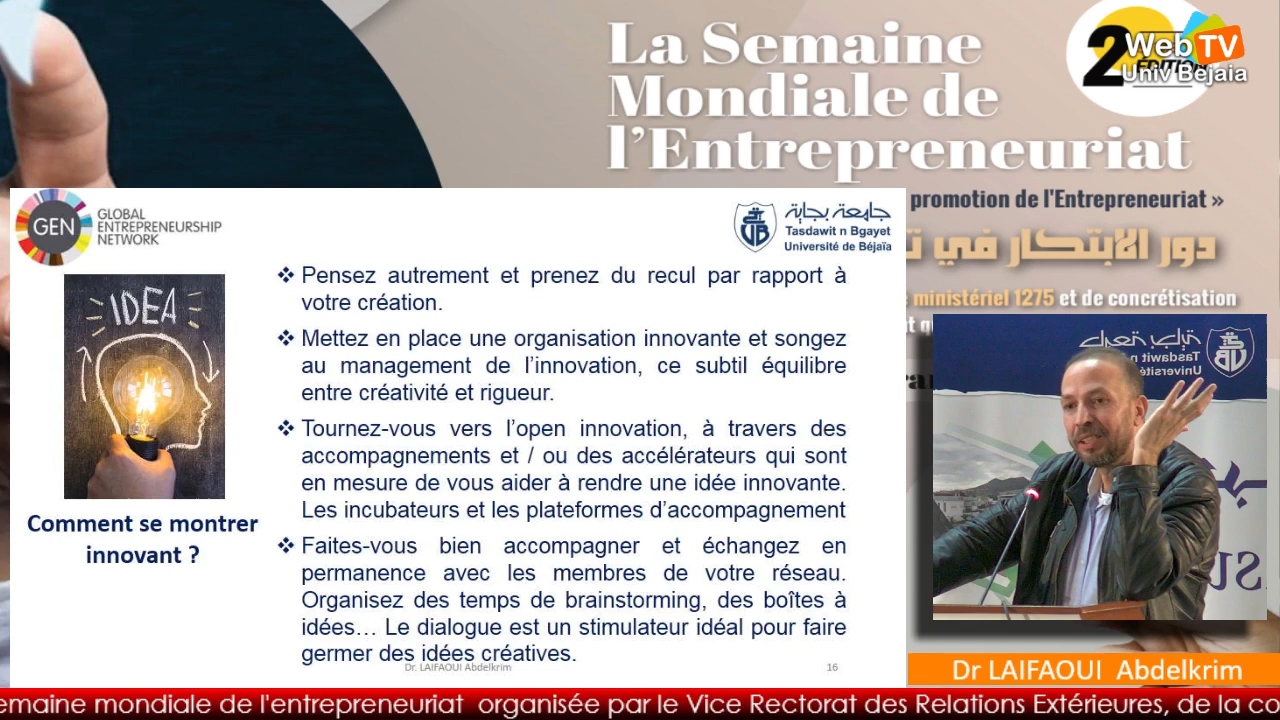 La Semaine
Mondiale de
l'Entrepreneuriat
2
ÉDITION
Web TV
Univ Bejaia
promotion de l'Entrepreneuriat »
دور الابتكار في ت
ministériel 1275 et de concrétisation
GEN
GLOBAL
ENTREPRENEURSHIP
NETWORK
جامعة بجاية
Tasdawit n Bgayet
Université de Béjaïa
IDEA
Comment se montrer
innovant ?
❖ Pensez autrement et prenez du recul par rapport à
votre création.
❖ Mettez en place une organisation innovante et songez
au management de l'innovation, ce subtil équilibre
entre créativité et rigueur.
❖ Tournez-vous vers l'open innovation, à travers des
accompagnements et / ou des accélérateurs qui sont
en mesure de vous aider à rendre une idée innovante.
Les incubateurs et les plateformes d'accompagnement
❖ Faites-vous bien accompagner et échangez en
permanence avec les membres de votre réseau.
Organisez des temps de brainstorming, des boîtes à
idées… Le dialogue est un stimulateur idéal pour faire
germer des idées créatives.
Dr. LAIFAOUI Abdelkrim
16
Tasdawit n
Université
Dr LAIFAOUI Abdelkrim
emaine mondiale de l'entrepreneuriat organisée par le Vice Rectorat des Relations Extérieures, de la co